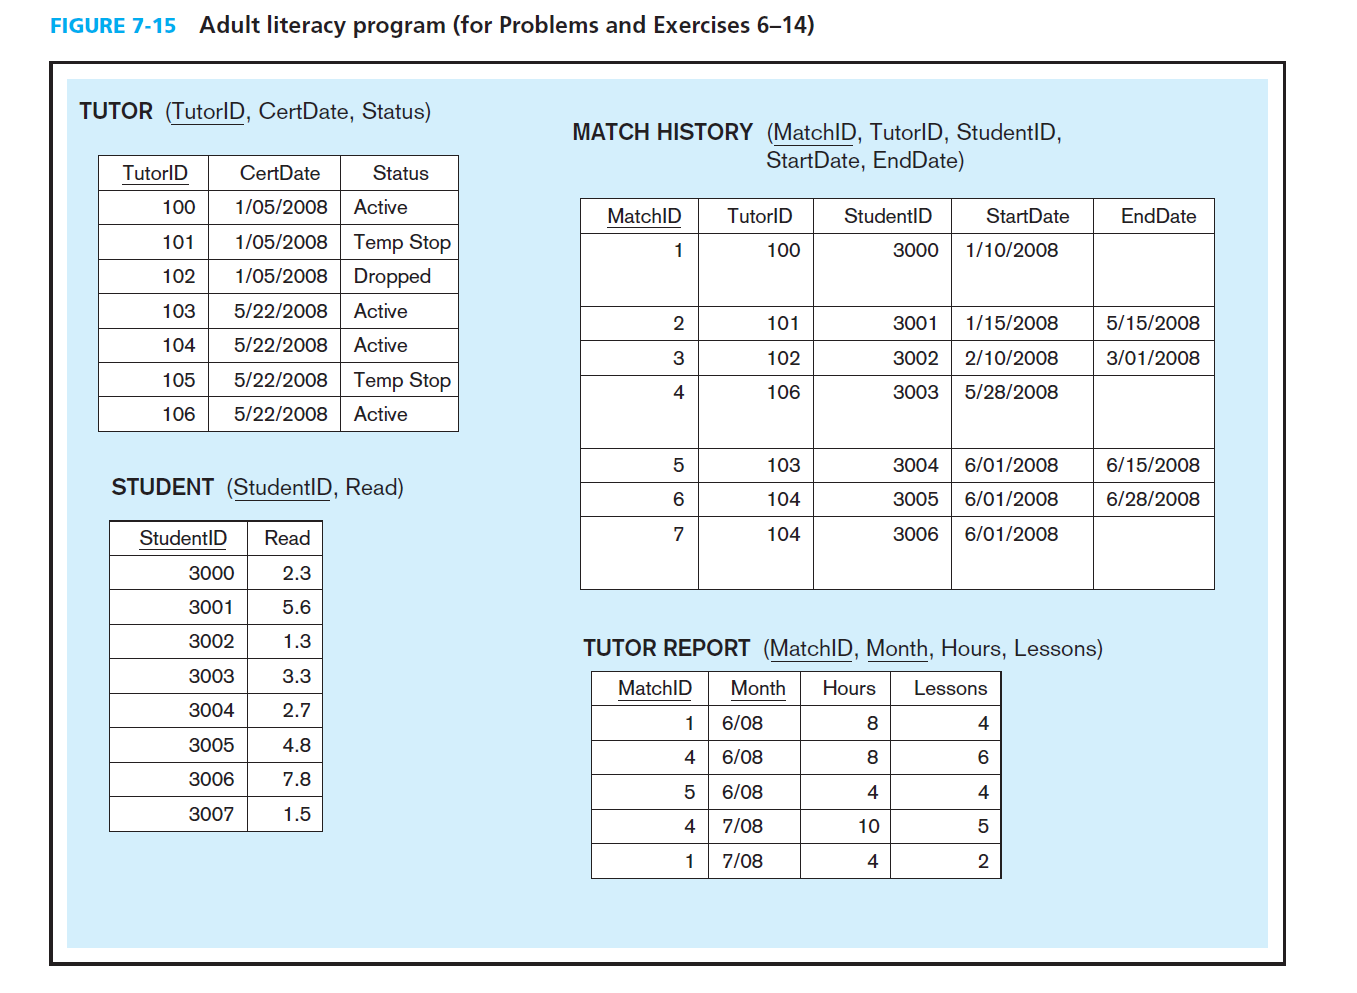 FIGURE 7-15 Adult literacy program (for Problems and Exercises 6–14)
TUTOR (TutorID, CertDate, Status)
TutorID CertDate Status
100 1/05/2008 Active
101 1/05/2008 Temp Stop
102 1/05/2008 Dropped
103 5/22/2008 Active
104 5/22/2008 Active
105 5/22/2008 Temp Stop
106 5/22/2008 Active
STUDENT (StudentID, Read)
StudentID Read
3000 2.3
3001 5.6
3002 1.3
3003 3.3
3004 2.7
3005 4.8
3006 7.8
3007 1.5
MATCH HISTORY (MatchID, TutorID, StudentID,
StartDate, EndDate)
MatchID TutorID StudentID StartDate EndDate
1 100 3000 1/10/2008
2 101 3001 1/15/2008 5/15/2008
3 102 3002 2/10/2008 3/01/2008
4 106 3003 5/28/2008
5 103 3004 6/01/2008 6/15/2008
6 104 3005 6/01/2008 6/28/2008
7 104 3006 6/01/2008
TUTOR REPORT (MatchID, Month, Hours, Lessons)
MatchID Month Hours Lessons
1 6/08 8 4
4 6/08 8 6
5 6/08 4 4
4 7/08 10 5
1 7/08 4 2